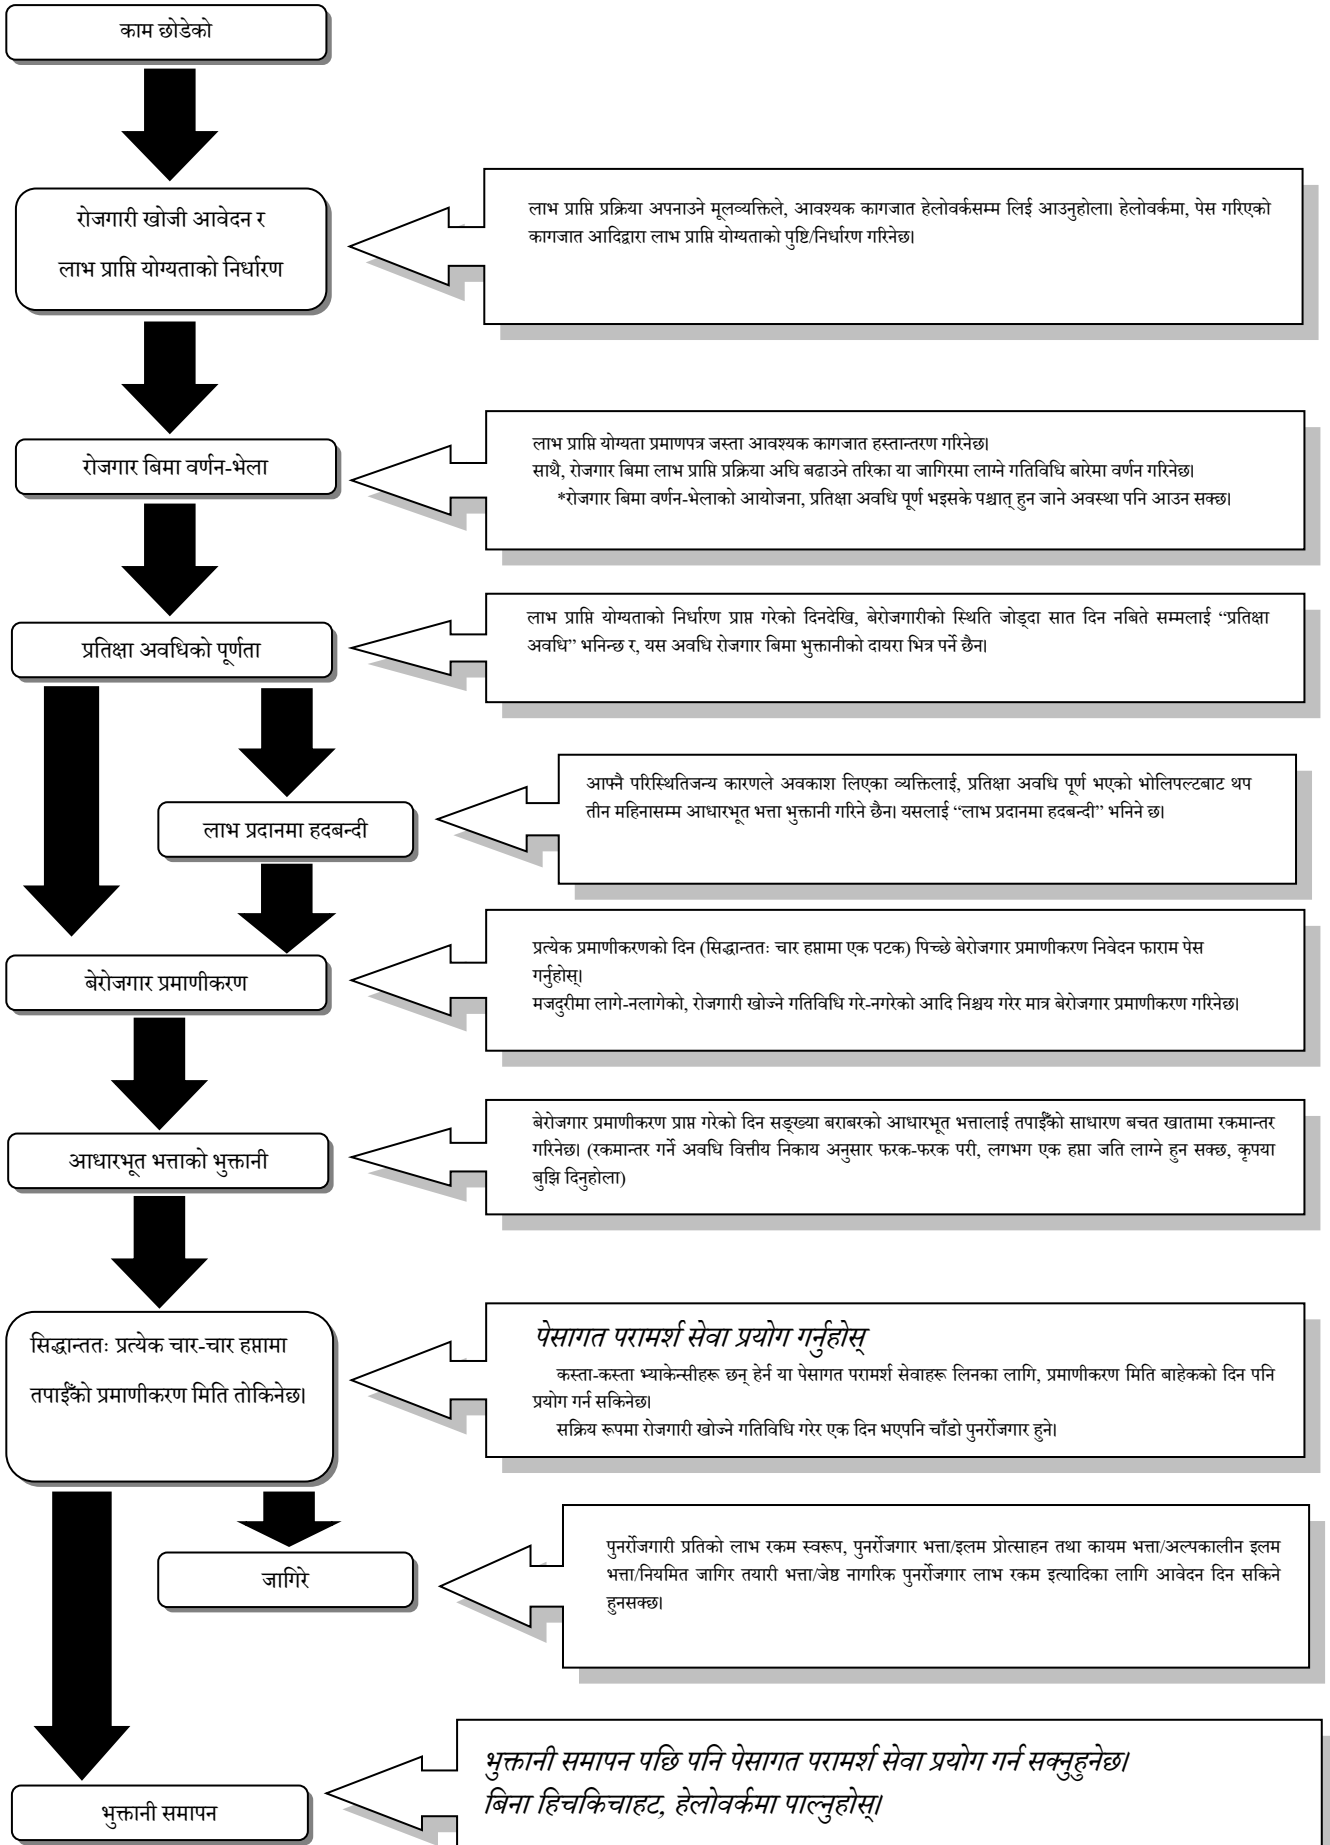 काम छोडेको
रोजगारी खोजी आवेदन र
लाभ प्राप्ति योग्यताको निर्धारण
लाभ प्राप्ति प्रक्रिया अपनाउने मूलव्यक्तिले, आवश्यक कागजात हेलोवर्कसम्म लिई आउनुहोला। हेलोवर्कमा, पेस गरिएको
कागजात आदिद्वारा लाभ प्राप्ति योग्यताको पुष्टि/निर्धारण गरिनेछ।
रोजगार बिमा वर्णन-भेला
लाभ प्राप्ति योग्यता प्रमाणपत्र जस्ता आवश्यक कागजात हस्तान्तरण गरिनेछ।
साथै, रोजगार बिमा लाभ प्राप्ति प्रक्रिया अघि बढाउने तरिका या जागिरमा लाग्ने गतिविधि बारेमा वर्णन गरिनेछ।
*रोजगार बिमा वर्णन-भेलाको आयोजना, प्रतिक्षा अवधि पूर्ण भइसके पश्चात् हुन जाने अवस्था पनि आउन सक्छ।
प्रतिक्षा अवधिको पूर्णता
लाभ प्राप्ति योग्यताको निर्धारण प्राप्त गरेको दिनदेखि, बेरोजगारीको स्थिति जोड्दा सात दिन नबिते सम्मलाई “प्रतिक्षा
अवधि” भनिन्छ र, यस अवधि रोजगार बिमा भुक्तानीको दायरा भित्र पर्ने छैन।
लाभ प्रदानमा हदबन्दी
आफ्नै परिस्थितिजन्य कारणले अवकाश लिएका व्यक्तिलाई, प्रतिक्षा अवधि पूर्ण भएको भोलिपल्टबाट थप
तीन महिनासम्म आधारभूत भत्ता भुक्तानी गरिने छैन। यसलाई “लाभ प्रदानमा हदबन्दी” भनिने छ।
बेरोजगार प्रमाणीकरण
प्रत्येक प्रमाणीकरणको दिन (सिद्धान्ततः चार हप्तामा एक पटक) पिच्छे बेरोजगार प्रमाणीकरण निवेदन फाराम पेस
गर्नुहोस्।
मजदुरीमा लागे-नलागेको, रोजगारी खोज्ने गतिविधि गरे-नगरेको आदि निश्चय गरेर मात्र बेरोजगार प्रमाणीकरण गरिनेछ।
आधारभूत भत्ताको भुक्तानी
बेरोजगार प्रमाणीकरण प्राप्त गरेको दिन सङ्ख्या बराबरको आधारभूत भत्तालाई तपाईँको साधारण बचत खातामा रकमान्तर
गरिनेछ। (रकमान्तर गर्ने अवधि वित्तीय निकाय अनुसार फरक-फरक परी, लगभग एक हप्ता जति लाग्ने हुन सक्छ, कृपया
बुझि दिनुहोला)
सिद्धान्ततः प्रत्येक चार-चार हप्तामा
तपाईँको प्रमाणीकरण मिति तोकिनेछ।
पेसागत परामर्श सेवा प्रयोग गर्नुहोस्
कस्ता-कस्ता भ्याकेन्सीहरू छन् हेर्न या पेसागत परामर्श सेवाहरू लिनका लागि, प्रमाणीकरण मिति बाहेकको दिन पनि
प्रयोग गर्न सकिनेछ।
सक्रिय रूपमा रोजगारी खोज्ने गतिविधि गरेर एक दिन भएपनि चाँडो पुनर्रोजगार हुने।
जागिरे
पुनर्रोजगारी प्रतिको लाभ रकम स्वरूप, पुनर्रोजगार भत्ता/इलम प्रोत्साहन तथा कायम भत्ता/अल्पकालीन इलम
भत्ता/नियमित जागिर तयारी भत्ता/जेष्ठ नागरिक पुनर्रोजगार लाभ रकम इत्यादिका लागि आवेदन दिन सकिने
हुनसक्छ।
भुक्तानी समापन
भुक्तानी समापन पछि पनि पेसागत परामर्श सेवा प्रयोग गर्न सक्नुहुनेछ।
बिना हिचकिचाहट, हेलोवर्कमा पाल्नुहोस्।